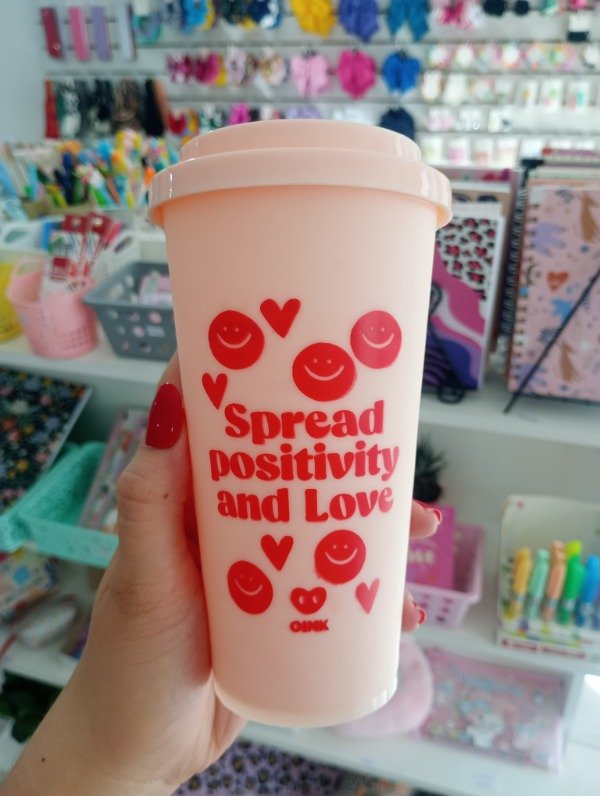 Spread
positivity
and Love
OINK